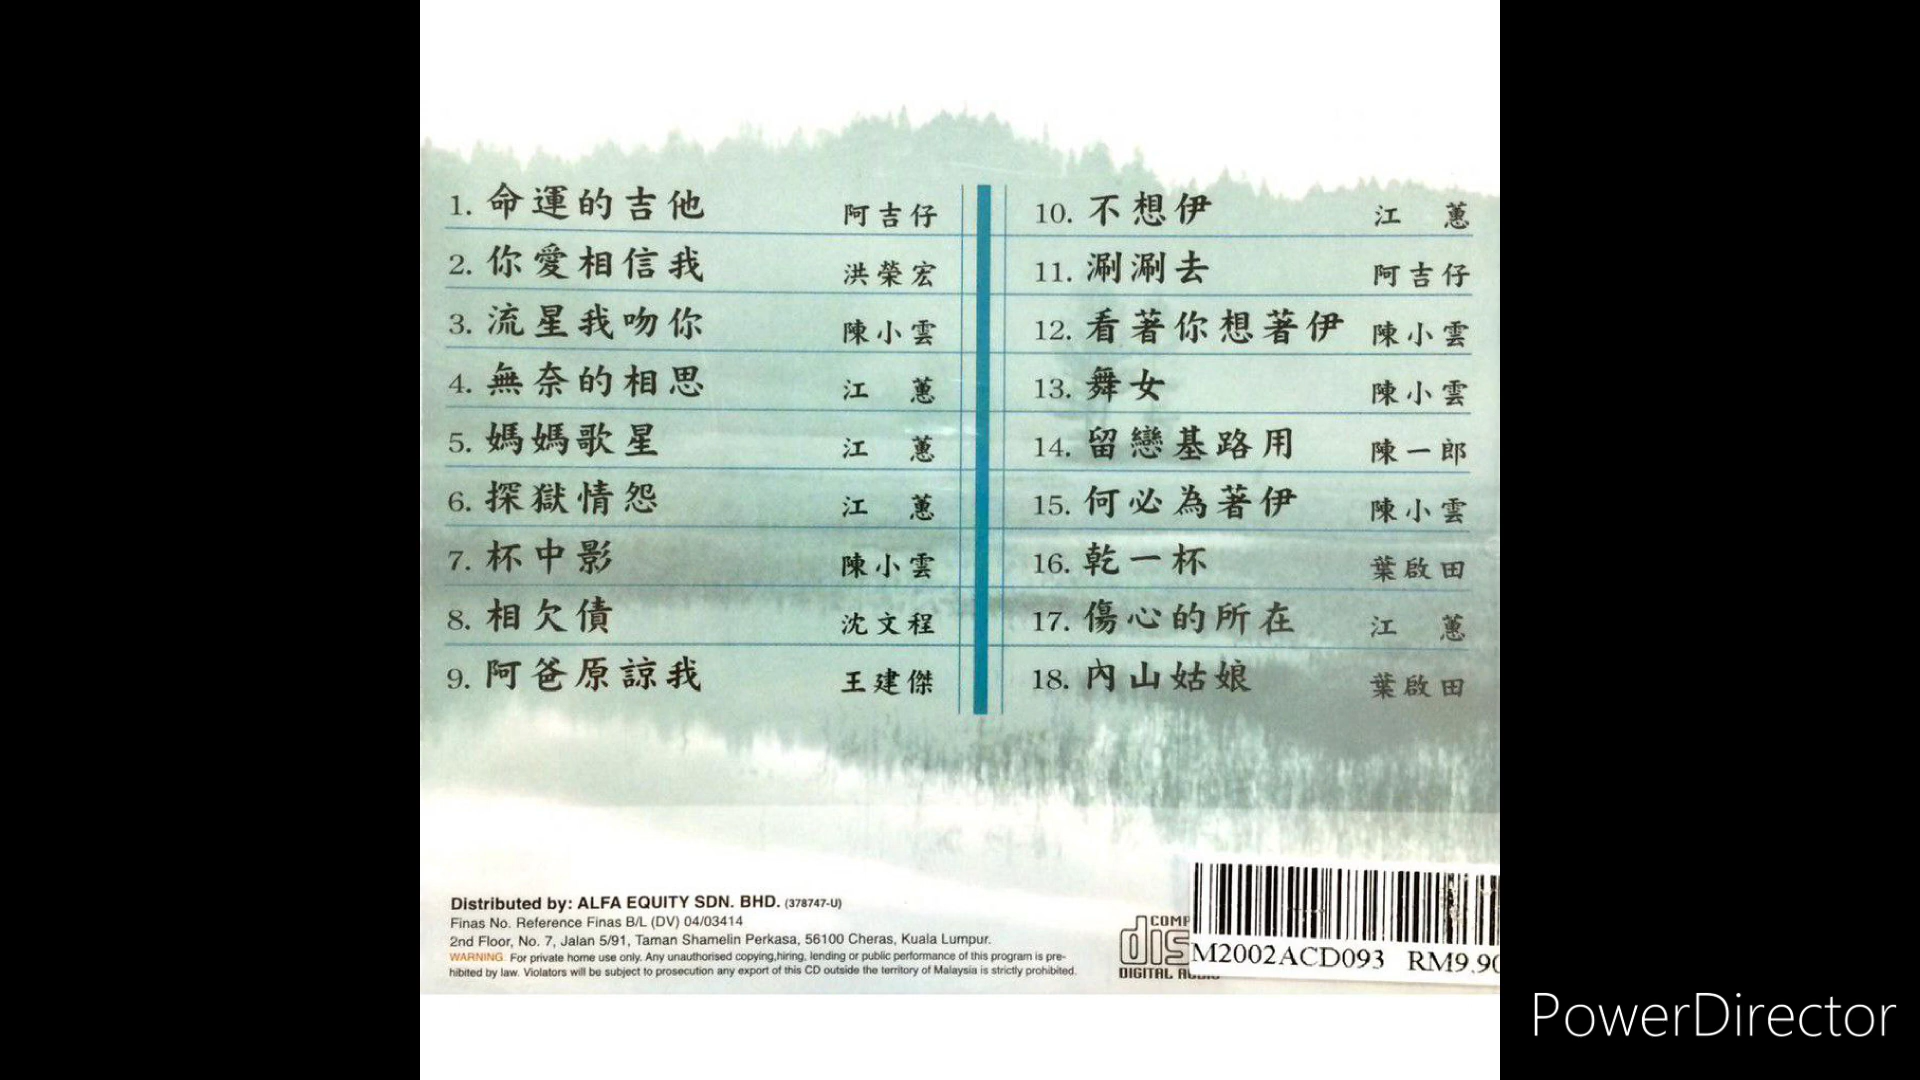 1. 命運的吉他 阿吉仔
2. 你愛相信我 洪榮宏
3. 流星我吻你 陳小雲
4. 無奈的相思 江 蕙
5. 媽媽歌星 江 蕙
6. 探獄情怨 江 蕙
7. 杯中影 陳小雲
8. 相欠債 沈文程
9. 阿爸原諒我 王建傑
10. 不想伊 江 蕙
11. 涮涮去 阿吉仔
12. 看著你想著伊 陳小雲
13. 舞女 陳小雲
14. 留戀基路用 陳一郎
15. 何必為著伊 陳小雲
16. 乾一杯 葉啟田
17. 傷心的所在 江 蕙
18. 內山姑娘 葉啟田
Distributed by: ALFA EQUITY SDN. BHD. (378747-U)
Finas No. Reference Finas B/L (DV) 04/03414
2nd Floor, No. 7, Jalan 5/91, Taman Shamelin Perkasa, 56100 Cheras, Kuala Lumpur.
WARNING. For private home use only. Any unauthorised copying,hiring, lending or public performance of this program is pre-
hibited by law. Violators will be subject to prosecution any export of this CD outside the territory of Malaysia is strictly prohibited.
COMP
dis
DIGITAL AUDIO
M2002ACD093 RM9.90
PowerDirector